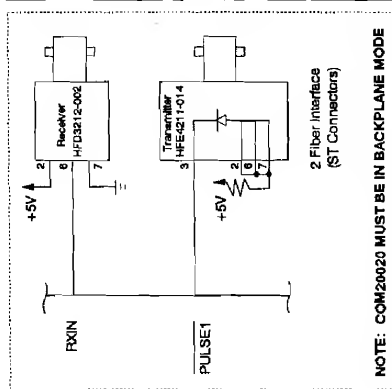 2
6
7
Receiver
HFD3212-002
+5V
RXIN
3
Transmitter
HFE4211-014
2
6
7
+5V
PULSE1
2 Fiber Interface
(ST Connectors)
NOTE: COM20020 MUST BE IN BACKPLANE MODE